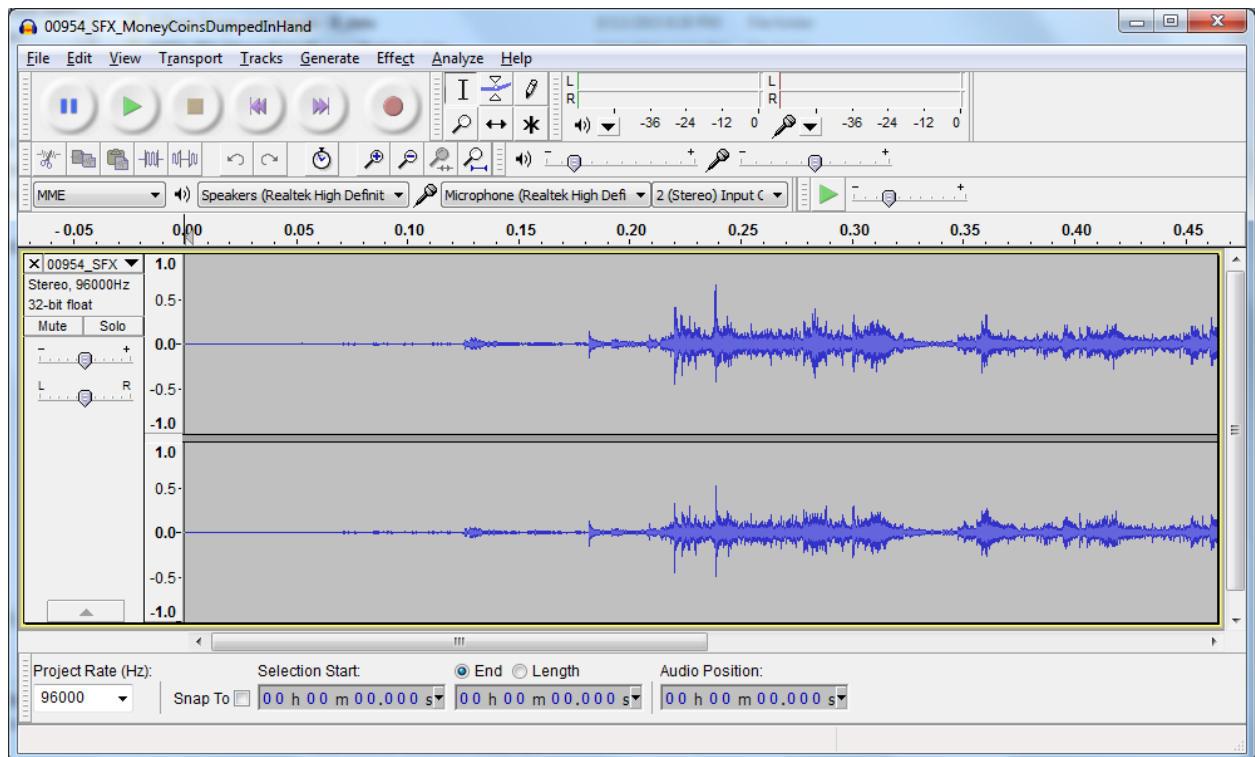 00954_SFX_MoneyCoinsDumpedInHand
File Edit View Transport Tracks Generate Effect Analyze Help
L L
R R
-36 -24 -12 0 -36 -24 -12 0
- + - +
MME Speakers (Realtek High Definit Microphone (Realtek High Defi 2 (Stereo) Input C - +
- 0.05 0.00 0.05 0.10 0.15 0.20 0.25 0.30 0.35 0.40 0.45
00954_SFX 1.0
Stereo, 96000Hz
32-bit float 0.5-
Mute Solo
- + 0.0-
L R -0.5-
-1.0
1.0
0.5-
0.0-
-0.5-
-1.0
Project Rate (Hz): Selection Start: End Length Audio Position:
96000 Snap To 00 h 00 m 00.000 s 00 h 00 m 00.000 s 00 h 00 m 00.000 s